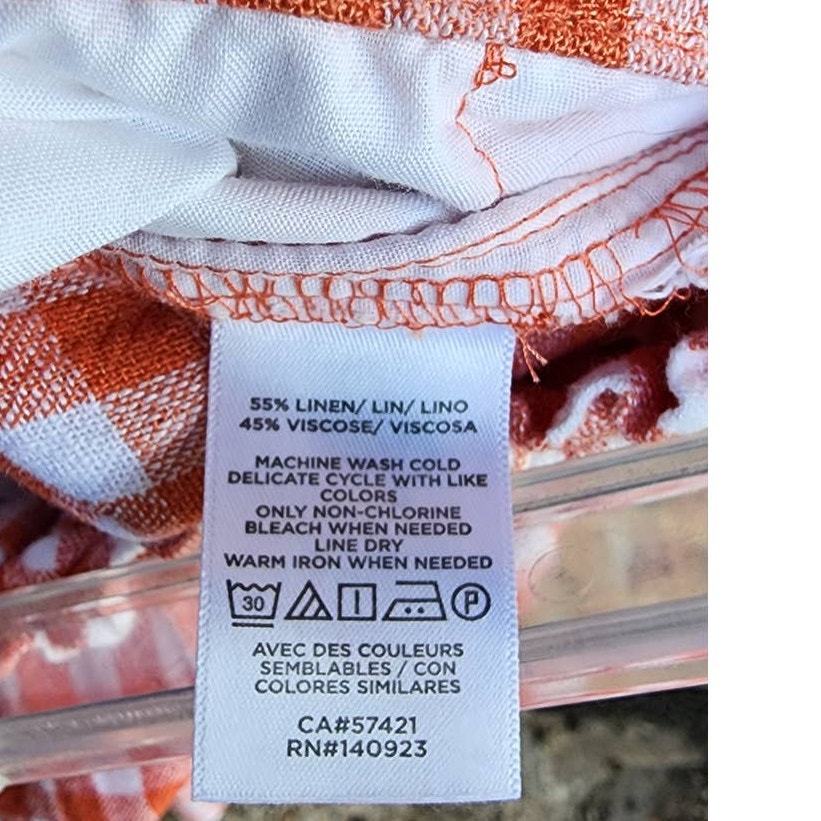 55% LINEN/ LIN/ LINO
45% VISCOSE/ VISCOSA
MACHINE WASH COLD
DELICATE CYCLE WITH LIKE
COLORS
ONLY NON-CHLORINE
BLEACH WHEN NEEDED
LINE DRY
WARM IRON WHEN NEEDED
30 P
AVEC DES COULEURS
SEMBLABLES / CON
COLORES SIMILARES
CA#57421
RN#140923